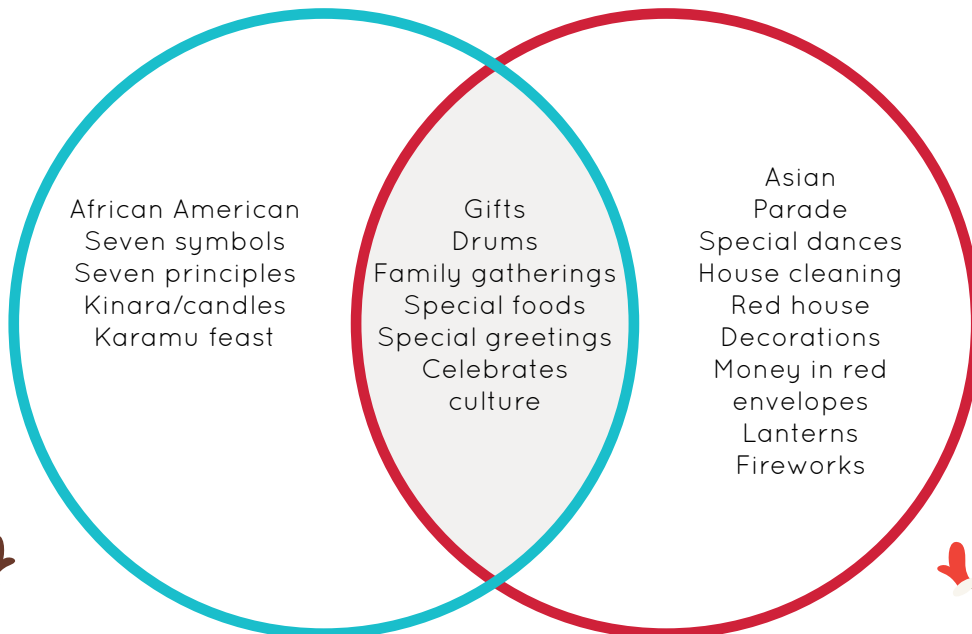 African American
Seven symbols
Seven principles
Kinara/candles
Karamu feast
Gifts
Drums
Family gatherings
Special foods
Special greetings
Celebrates
culture
Asian
Parade
Special dances
House cleaning
Red house
Decorations
Money in red
envelopes
Lanterns
Fireworks